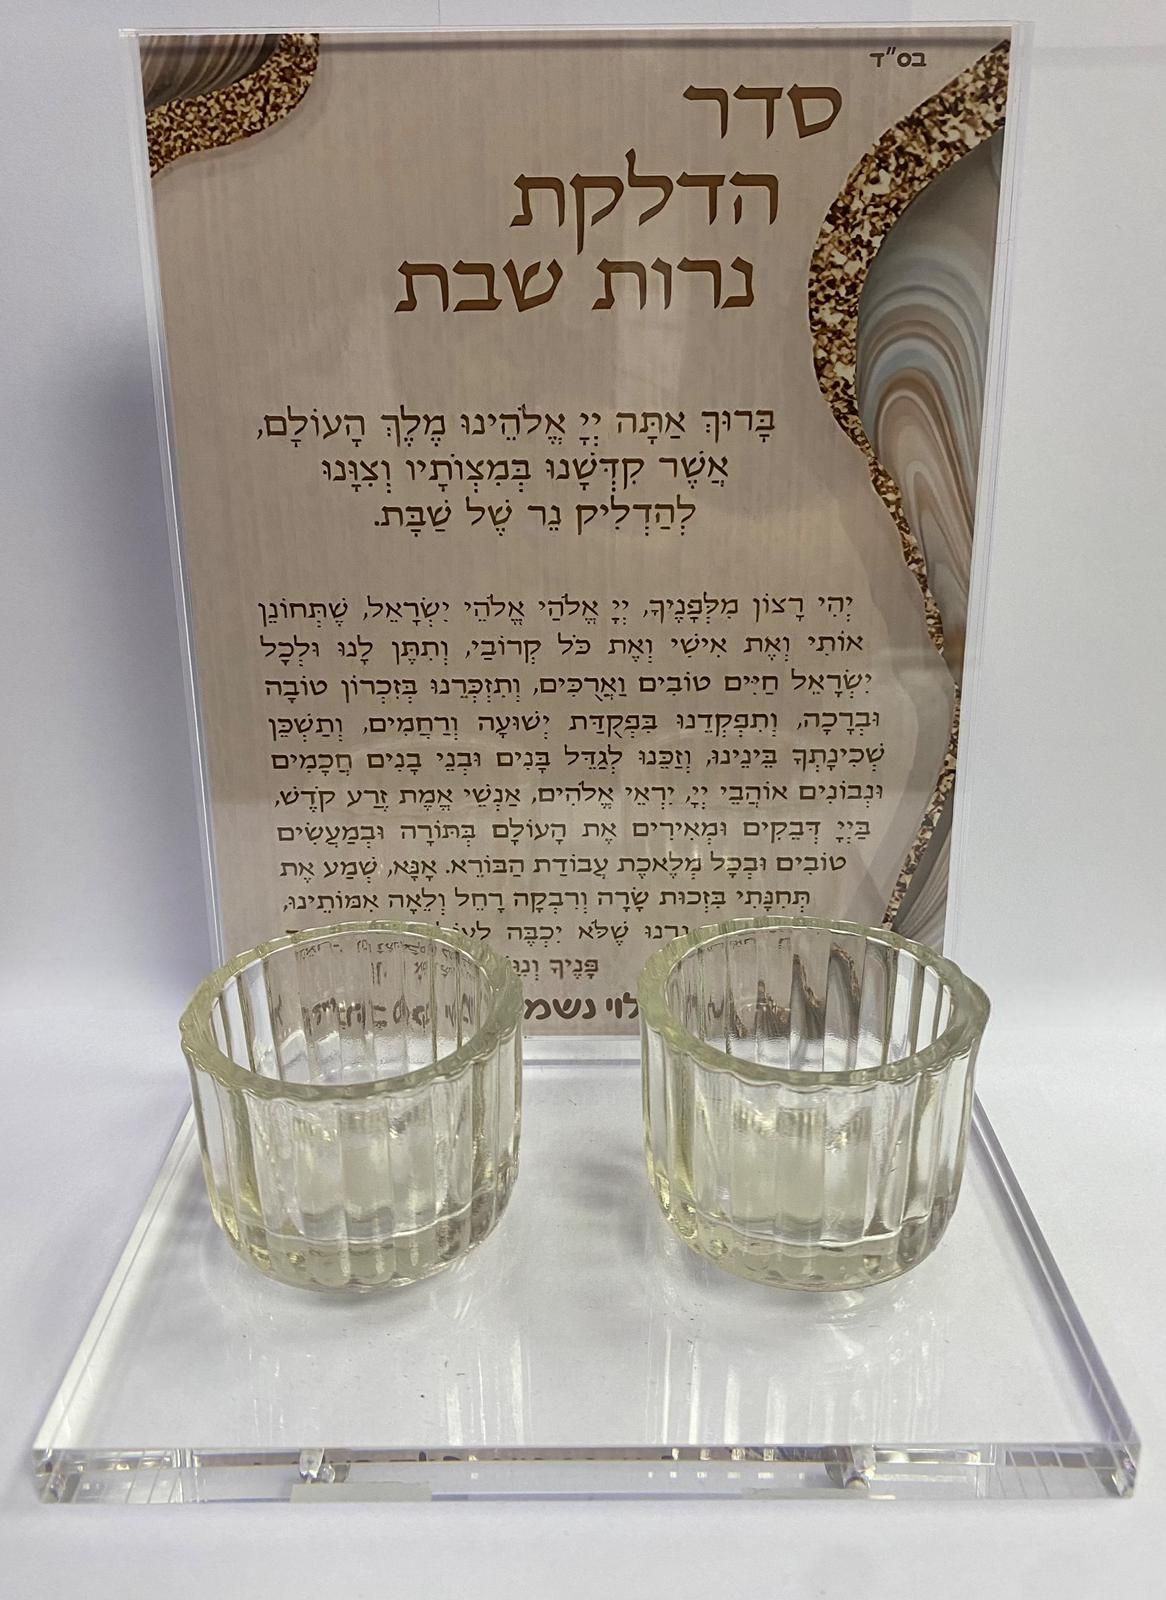 בס"ד
סדר
הדלקת
נרות שבת
בָּרוּךְ אַתָּה יְיָ אֱלֹהֵינוּ מֶלֶךְ הָעוֹלָם,
אֲשֶׁר קִדְּשָׁנוּ בְּמִצְוֹתָיו וְצִוָּנוּ
לְהַדְלִיק נֵר שֶׁל שַׁבָּת.
יְהִי רָצוֹן מִלְּפָנֶיךָ, יְיָ אֱלֹהַי אֱלֹהֵי יִשְׂרָאֵל, שֶׁתְּחוֹנֵן
אוֹתִי וְאֶת אִישִׁי וְאֶת כֹּל קְרוֹבַי, וְתִתֶּן לָנוּ וּלְכָל
יִשְׂרָאֵל חַיִּים טוֹבִים וַאֲרֻכִּים, וְתִזְכְּרֵנוּ בְּזִכְרוֹן טוֹבָה
וּבְרָכָה, וְתִפְקְדֵנוּ בִּפְקֻדַּת יְשׁוּעָה וְרַחֲמִים, וְתַשְׁכֵּן
שְׁכִינָתְךָ בֵּינֵינוּ, וְזַכֵּנוּ לְגַדֵּל בָּנִים וּבְנֵי בָנִים חֲכָמִים
וּנְבוֹנִים אוֹהֲבֵי יְיָ, יִרְאֵי אֱלֹהִים, אַנְשֵׁי אֱמֶת זֶרַע קֹדֶשׁ,
בַּייָ דְּבֵקִים וּמְאִירִים אֶת הָעוֹלָם בְּתּוֹרָה וּבְמַעֲשִׂים
טוֹבִים וּבְכָל מְלֶאכֶת עֲבוֹדַת הַבּוֹרֵא. אָנָּא, שְׁמַע אֶת
תְּחִנָּתִי בִּזְכוּת שָׂרָה וְרִבְקָה רָחֵל וְלֵאָה אִמּוֹתֵינוּ,
שֶׁלֹּא יִכְבֶּה
פָּנֶיךָ